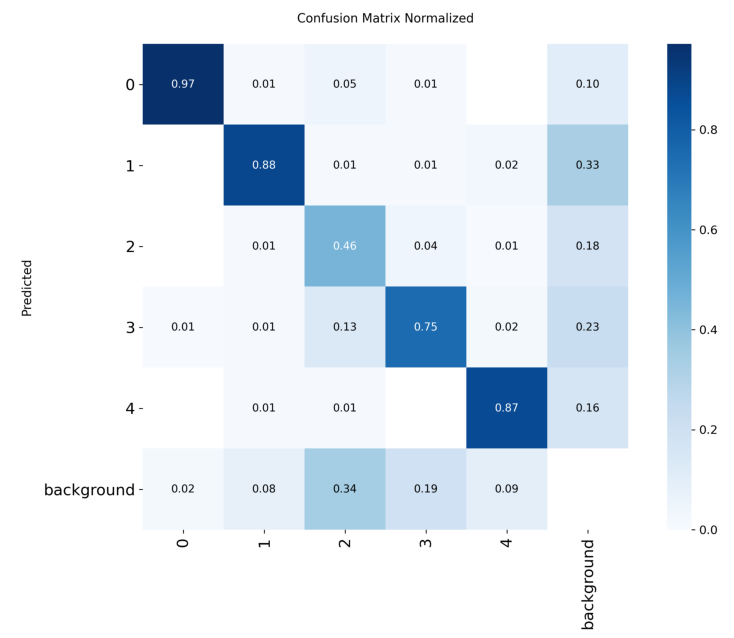 Confusion Matrix Normalized
0 0.97 0.01 0.05 0.01 0.10
1 0.88 0.01 0.01 0.02 0.33
2 0.01 0.46 0.04 0.01 0.18
3 0.01 0.01 0.13 0.75 0.02 0.23
4 0.01 0.01 0.87 0.16
background 0.02 0.08 0.34 0.19 0.09
0 1 2 3 4 background
Predicted
0.8
0.6
0.4
0.2
0.0